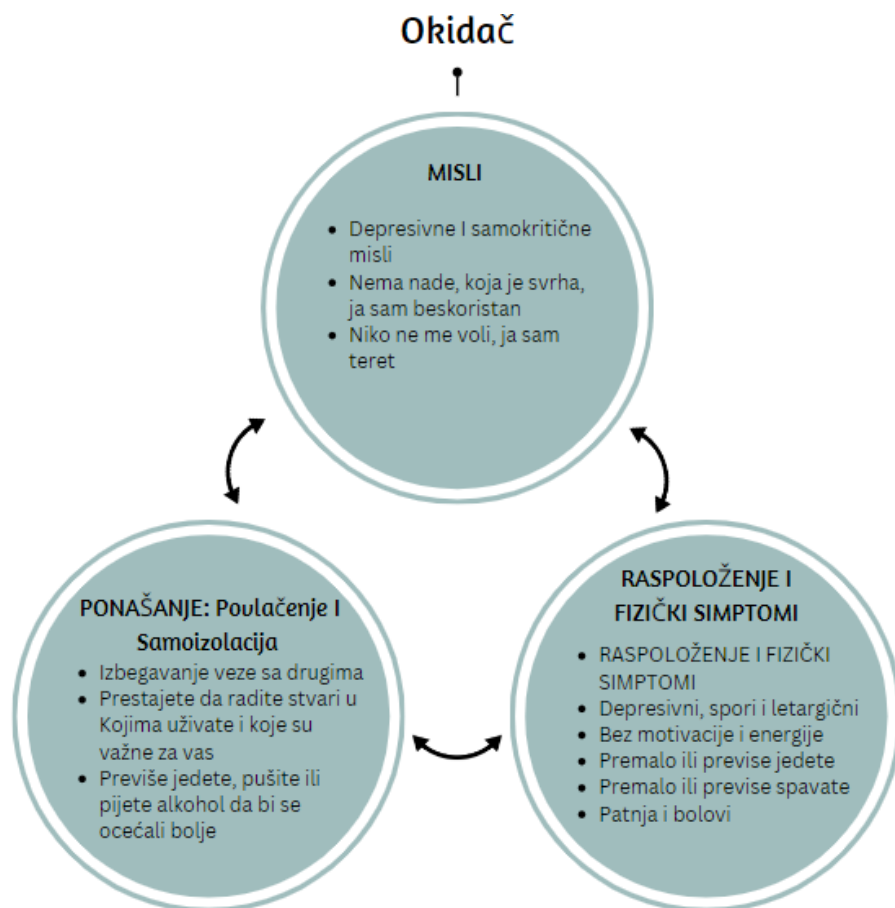 Okidač
MISLI
• Depresivne I samokritične
misli
• Nema nade, koja je svrha,
ja sam beskoristan
• Niko ne me voli, ja sam
teret
PONAŠANJE: Povlačenje I
Samoizolacija
• Izbegavanje veze sa drugima
• Prestajete da radite stvari u
Kojima uživate i koje su
važne za vas
• Previše jedete, pušite ili
pijete alkohol da bi se
ocećali bolje
RASPOLOŽENJE I
FIZIČKI SIMPTOMI
• RASPOLOŽENJE I FIZIČKI
SIMPTOMI
• Depresivni, spori i letargični
• Bez motivacije i energije
• Premalo ili previse jedete
• Premalo ili previse spavate
• Patnja i bolovi